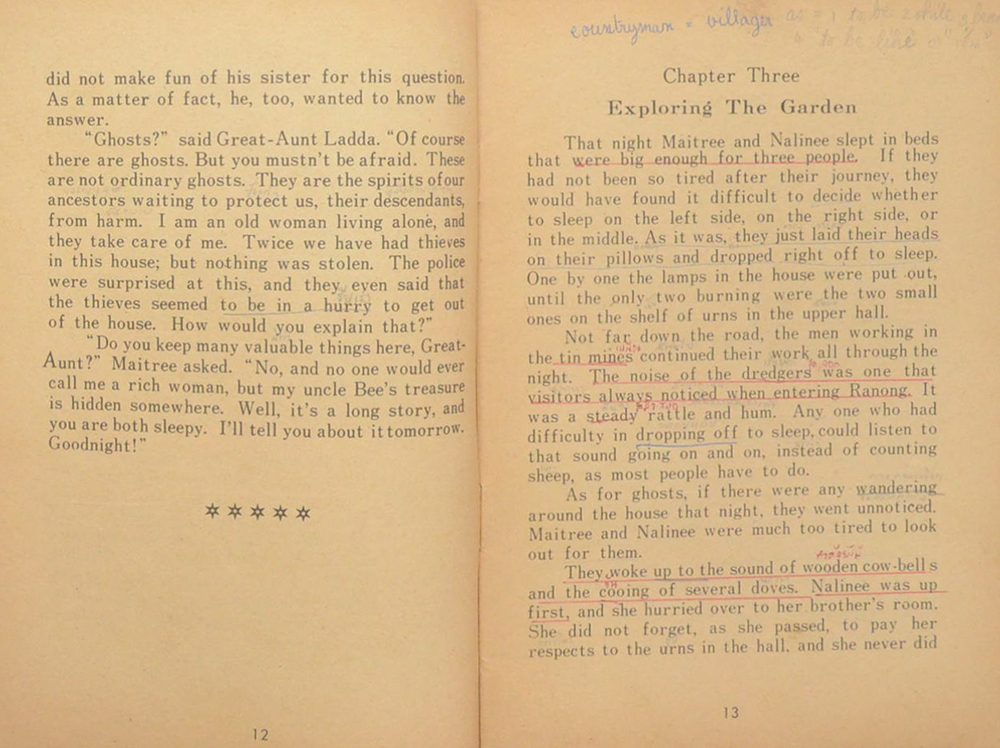 did not make fun of his sister for this question.
As a matter of fact, he, too, wanted to know the
answer.
"Ghosts?" said Great-Aunt Ladda. "Of course
there are ghosts. But you mustn't be afraid. These
are not ordinary ghosts. They are the spirits of our
ancestors waiting to protect us, their descendants,
from harm. I am an old woman living alone, and
they take care of me. Twice we have had thieves
in this house; but nothing was stolen. The police
were surprised at this, and they even said that
the thieves seemed to be in a hurry to get out
of the house. How would you explain that?"
"Do you keep many valuable things here, Great-
Aunt?" Maitree asked. "No, and no one would ever
call me a rich woman, but my uncle Bee's treasure
is hidden somewhere. Well, it's a long story, and
you are both sleepy. I'll tell you about it tomorrow.
Goodnight!"
✡ ✡ ✡ ✡ ✡
12
countryman = villager
Chapter Three
Exploring The Garden
That night Maitree and Nalinee slept in beds
that were big enough for three people. If they
had not been so tired after their journey, they
would have found it difficult to decide whether
to sleep on the left side, on the right side, or
in the middle. As it was, they just laid their heads
on their pillows and dropped right off to sleep.
One by one the lamps in the house were put out,
until the only two burning were the two small
ones on the shelf of urns in the upper hall.
Not far down the road, the men working in
the tin mines continued their work all through the
night. The noise of the dredgers was one that
visitors always noticed when entering Ranong. It
was a steady rattle and hum. Any one who had
difficulty in dropping off to sleep, could listen to
that sound going on and on, instead of counting
sheep, as most people have to do.
As for ghosts, if there were any wandering
around the house that night, they went unnoticed.
Maitree and Nalinee were much too tired to look
out for them.
They woke up to the sound of wooden cow-bells
and the cooing of several doves. Nalinee was up
first, and she hurried over to her brother's room.
She did not forget, as she passed, to pay her
respects to the urns in the hall. and she never did
13